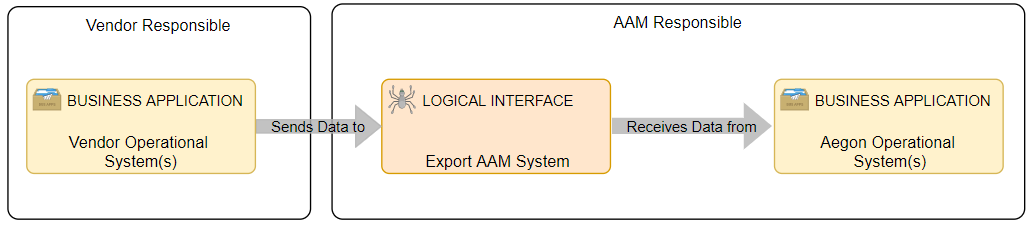 Vendor Responsible
AAM Responsible
BUSINESS APPLICATION
Vendor Operational
System(s)
Sends Data to
LOGICAL INTERFACE
Export AAM System
Receives Data from
BUSINESS APPLICATION
Aegon Operational
System(s)